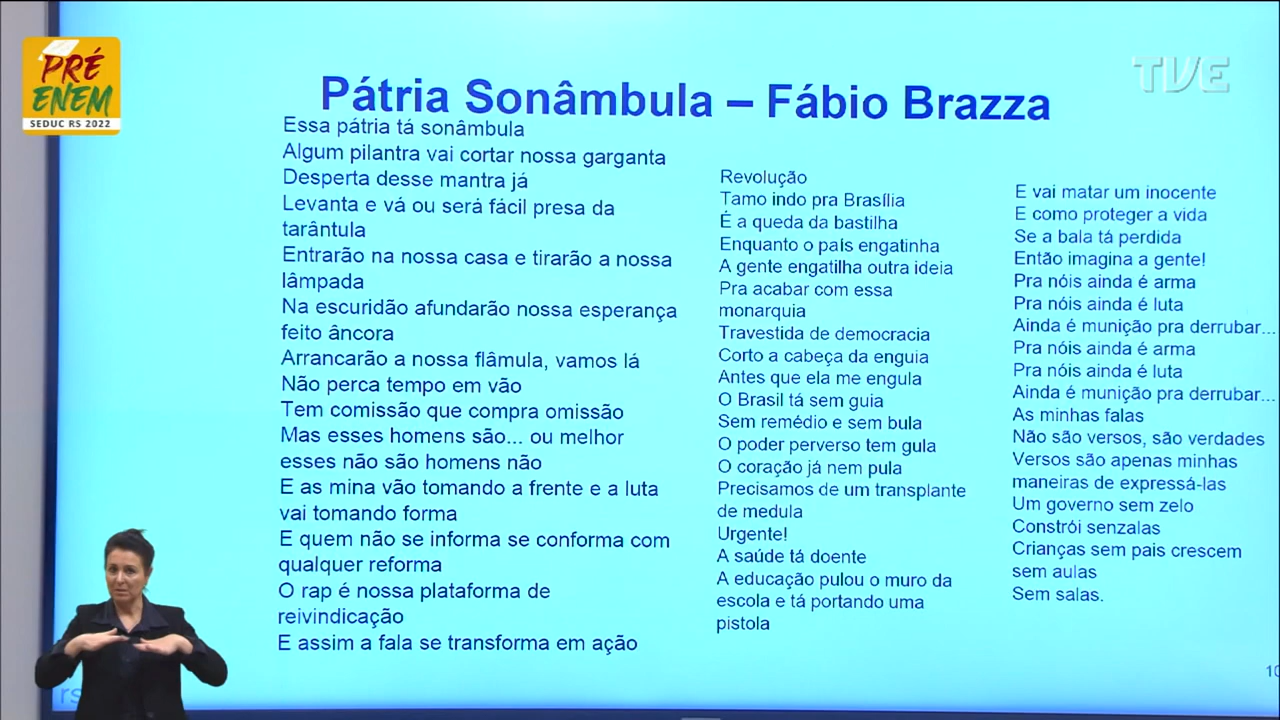 PRÉ
ENEM
SEDUC RS 2022
TVE
Pátria Sonâmbula – Fábio Brazza
Essa pátria tá sonâmbula
Algum pilantra vai cortar nossa garganta
Desperta desse mantra já
Levanta e vá ou será fácil presa da
tarântula
Entrarão na nossa casa e tirarão a nossa
lâmpada
Na escuridão afundarão nossa esperança
feito âncora
Arrancarão a nossa flâmula, vamos lá
Não perca tempo em vão
Tem comissão que compra omissão
Mas esses homens são... ou melhor
esses não são homens não
E as mina vão tomando a frente e a luta
vai tomando forma
E quem não se informa se conforma com
qualquer reforma
O rap é nossa plataforma de
reivindicação
E assim a fala se transforma em ação
Revolução
Tamo indo pra Brasília
É a queda da bastilha
Enquanto o país engatinha
A gente engatilha outra ideia
Pra acabar com essa
monarquia
Travestida de democracia
Corto a cabeça da enguia
Antes que ela me engula
O Brasil tá sem guia
Sem remédio e sem bula
O poder perverso tem gula
O coração já nem pula
Precisamos de um transplante
de medula
Urgente!
A saúde tá doente
A educação pulou o muro da
escola e tá portando uma
pistola
E vai matar um inocente
E como proteger a vida
Se a bala tá perdida
Então imagina a gente!
Pra nóis ainda é arma
Pra nóis ainda é luta
Ainda é munição pra derrubar...
Pra nóis ainda é arma
Pra nóis ainda é luta
Ainda é munição pra derrubar...
As minhas falas
Não são versos, são verdades
Versos são apenas minhas
maneiras de expressá-las
Um governo sem zelo
Constrói senzalas
Crianças sem pais crescem
sem aulas
Sem salas.
10
rs